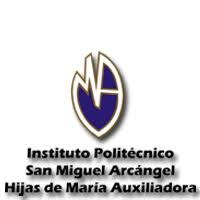 Instituto Politécnico
San Miguel Arcángel
Hijas de María Auxiliadora